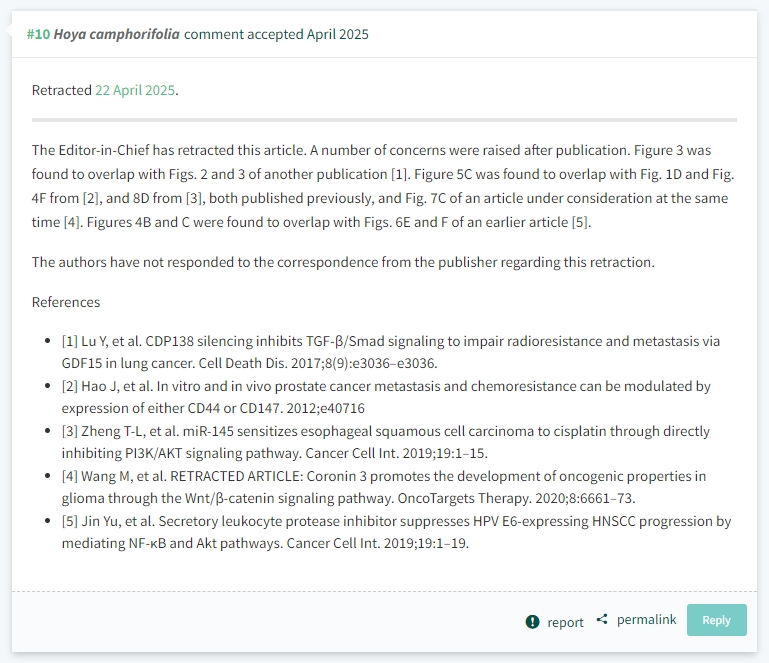 #10 Hoya camphorifolia comment accepted April 2025
Retracted 22 April 2025.
The Editor-in-Chief has retracted this article. A number of concerns were raised after publication. Figure 3 was
found to overlap with Figs. 2 and 3 of another publication [1]. Figure 5C was found to overlap with Fig. 1D and Fig.
4F from [2], and 8D from [3], both published previously, and Fig. 7C of an article under consideration at the same
time [4]. Figures 4B and C were found to overlap with Figs. 6E and F of an earlier article [5].
The authors have not responded to the correspondence from the publisher regarding this retraction.
References
• [1] Lu Y, et al. CDP138 silencing inhibits TGF-β/Smad signaling to impair radioresistance and metastasis via
GDF15 in lung cancer. Cell Death Dis. 2017;8(9):e3036–e3036.
• [2] Hao J, et al. In vitro and in vivo prostate cancer metastasis and chemoresistance can be modulated by
expression of either CD44 or CD147. 2012;e40716
• [3] Zheng T-L, et al. miR-145 sensitizes esophageal squamous cell carcinoma to cisplatin through directly
inhibiting PI3K/AKT signaling pathway. Cancer Cell Int. 2019;19:1–15.
• [4] Wang M, et al. RETRACTED ARTICLE: Coronin 3 promotes the development of oncogenic properties in
glioma through the Wnt/β-catenin signaling pathway. OncoTargets Therapy. 2020;8:6661–73.
• [5] Jin Yu, et al. Secretory leukocyte protease inhibitor suppresses HPV E6-expressing HNSCC progression by
mediating NF-κB and Akt pathways. Cancer Cell Int. 2019;19:1–19.
report permalink Reply